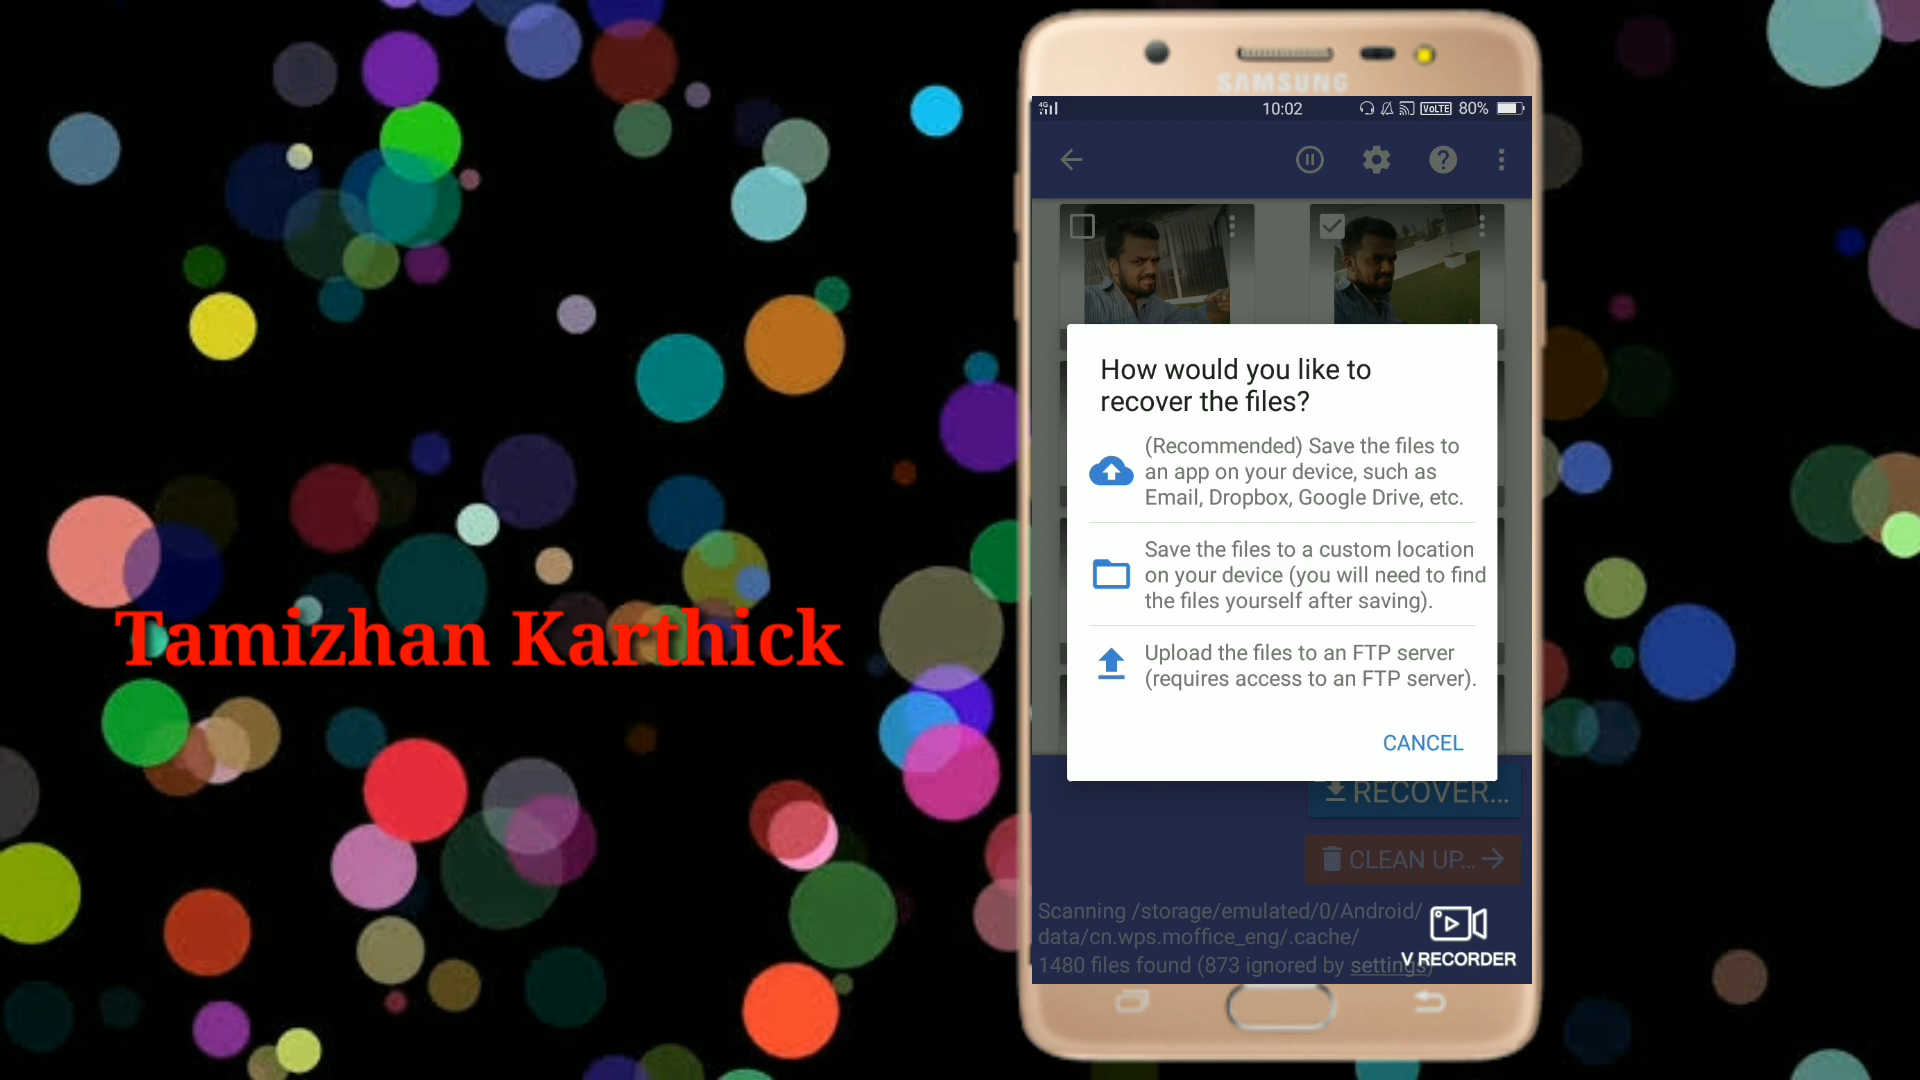 SAMSUNG
4G
10:02
VoLTE 80%
How would you like to
recover the files?
(Recommended) Save the files to
an app on your device, such as
Email, Dropbox, Google Drive, etc.
Save the files to a custom location
on your device (you will need to find
the files yourself after saving).
Upload the files to an FTP server
(requires access to an FTP server).
CANCEL
RECOVER...
CLEAN UP...
Scanning /storage/emulated/0/Android/
data/cn.wps.moffice_eng/.cache/
1480 files found (873 ignored by settings)
V RECORDER
Tamizhan Karthick